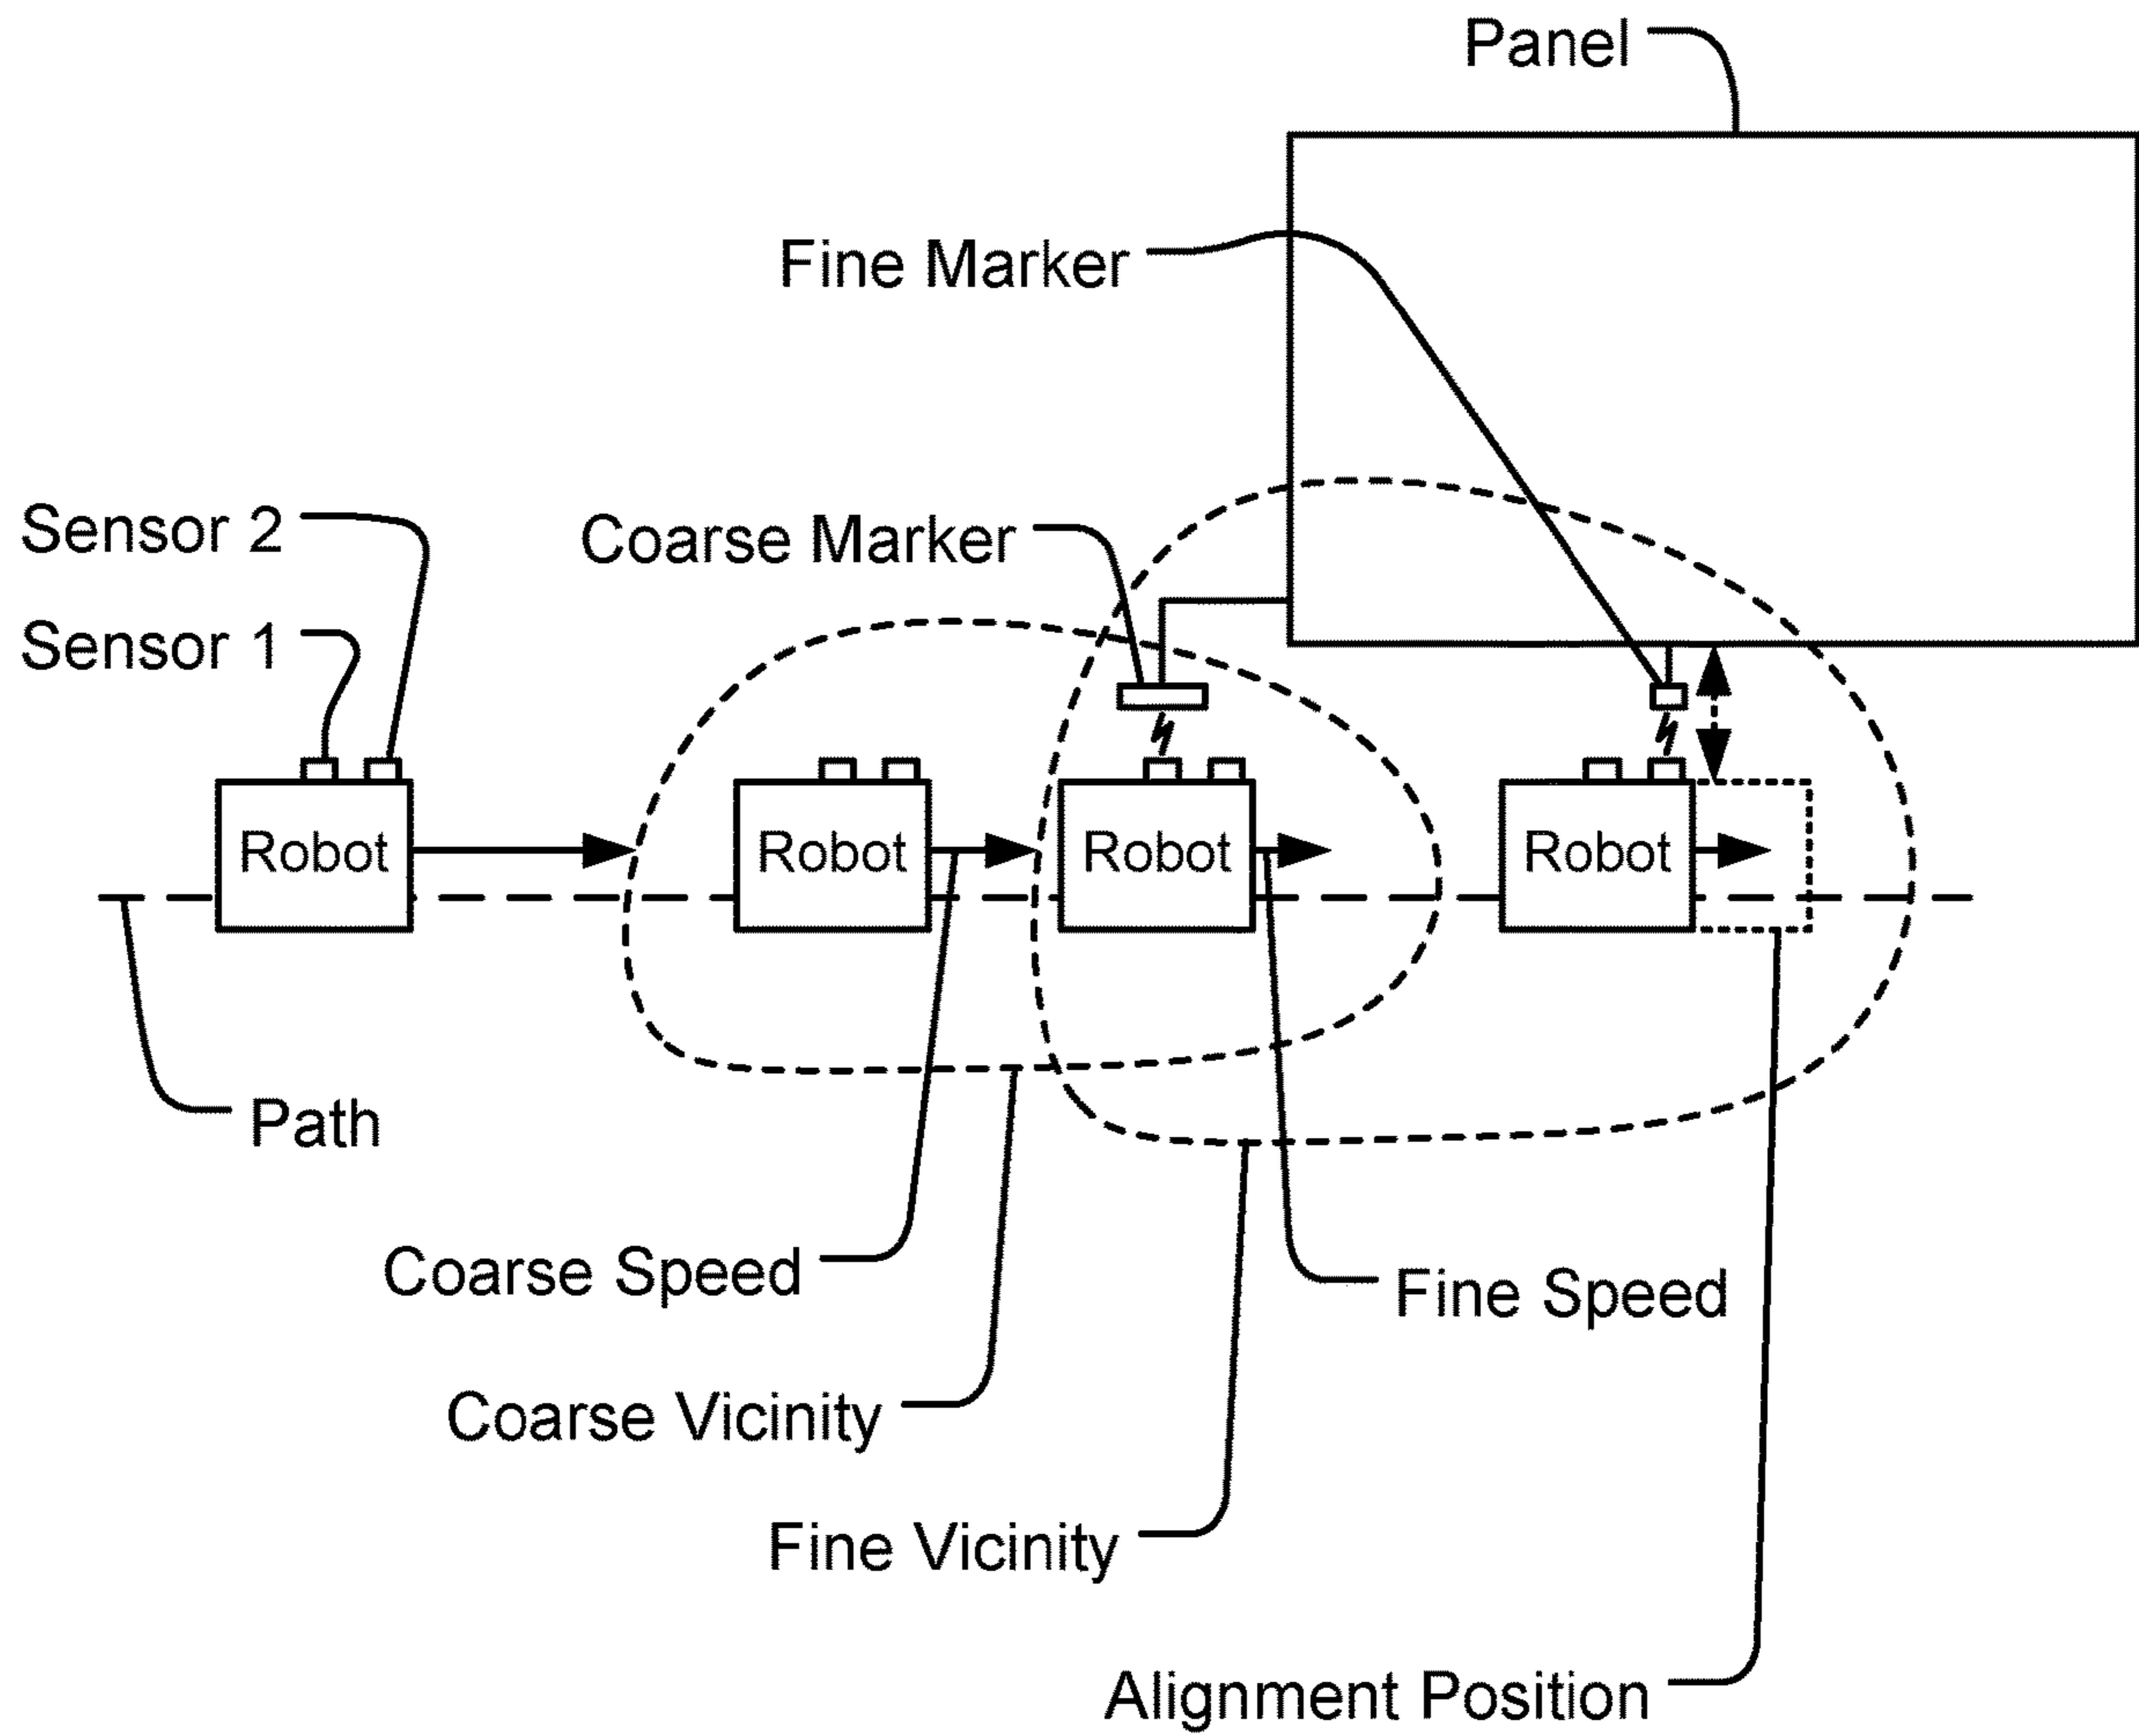 Panel
Fine Marker
Sensor 2
Coarse Marker
Sensor 1
Robot
Robot
Robot
Robot
Path
Coarse Speed
Fine Speed
Coarse Vicinity
Fine Vicinity
Alignment Position